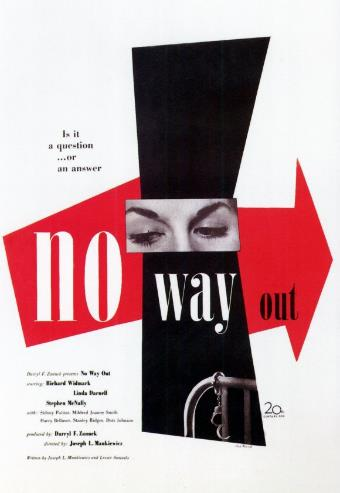 Is it
a question
...or
an answer
no
way
out
Darryl F. Zanuck presents No Way Out
starring Richard Widmark
Linda Darnell
Stephen McNally
with Sidney Poitier Mildred Joanne Smith
Harry Bellaver, Stanley Ridges, Dots Johnson
produced by Darryl F. Zanuck
directed by Joseph L. Mankiewicz
Written by Joseph L. Mankiewicz and Lesser Samuels
20th
CENTURY-FOX